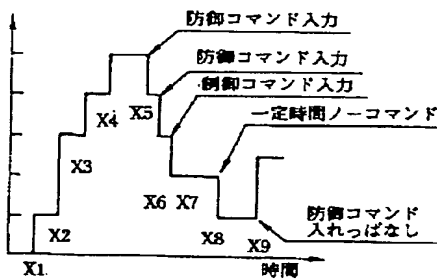 防御コマンド入力
防御コマンド入力
制御コマンド入力
一定時間ノーコマンド
X4
X5
X3
X6
X7
X2
X8
X9
防御コマンド
入れっぱなし
X1
時間